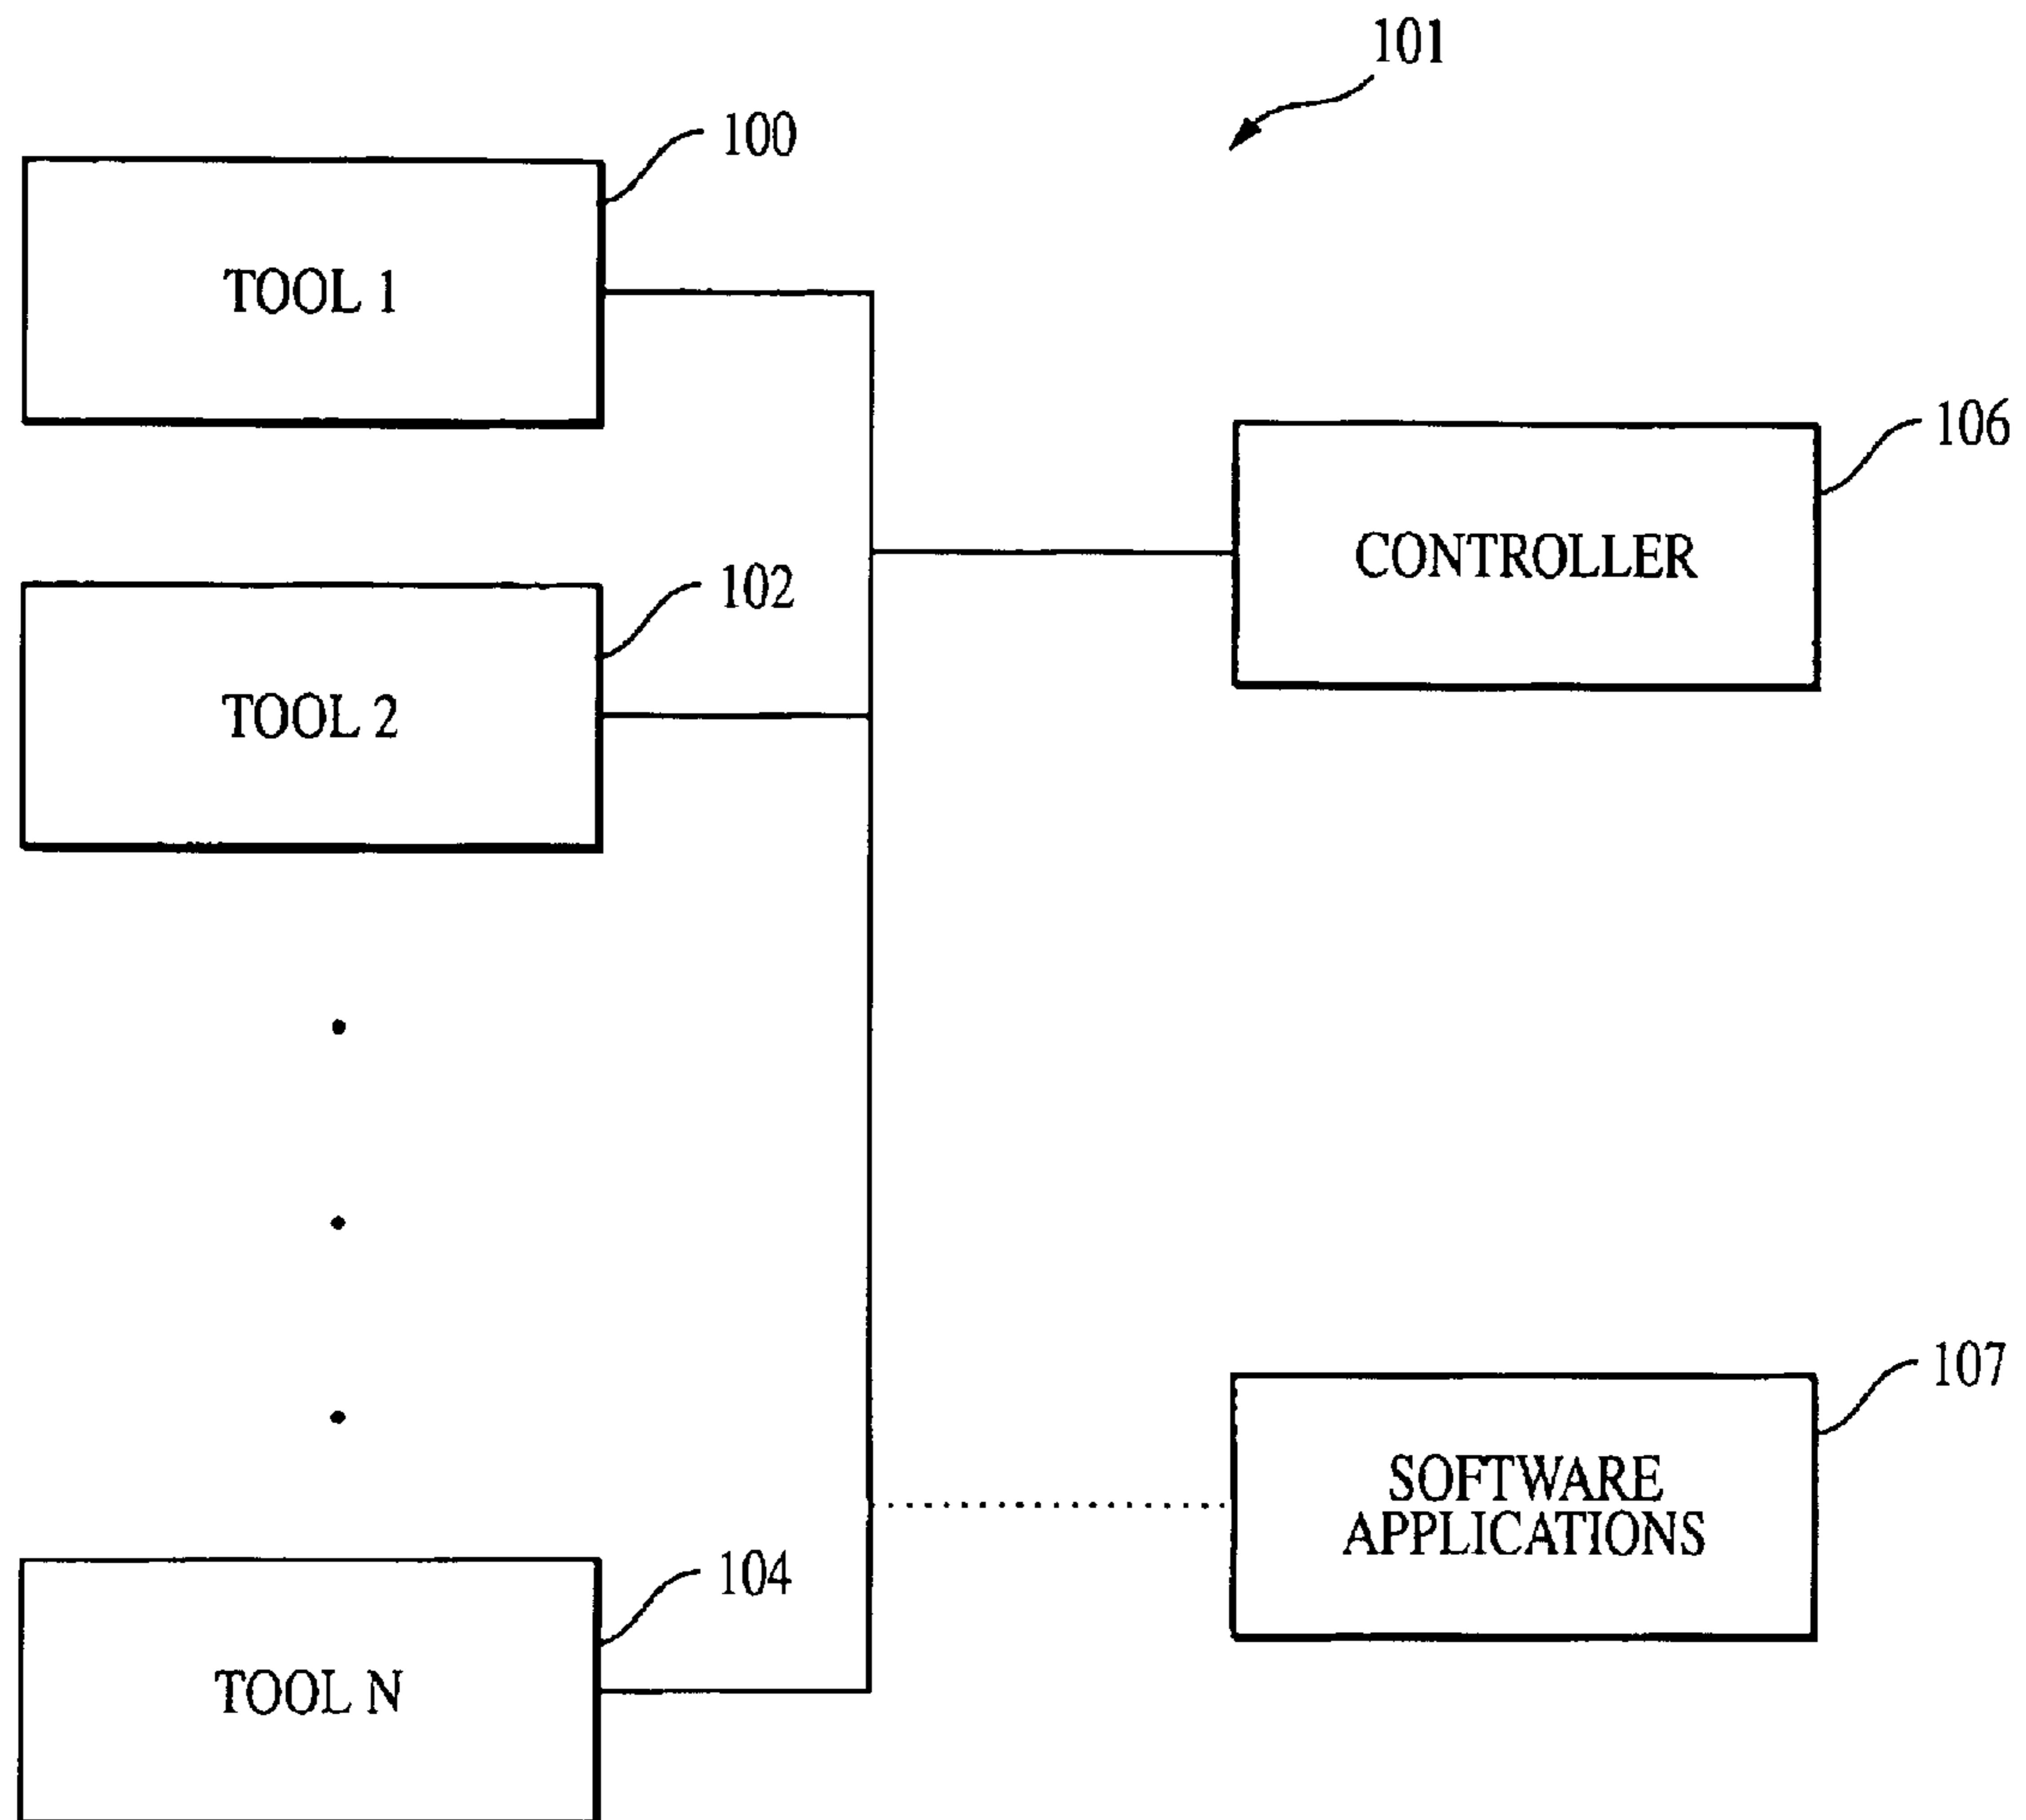 101
100
TOOL 1
106
CONTROLLER
102
TOOL 2
107
SOFTWARE
APPLICATIONS
104
TOOL N